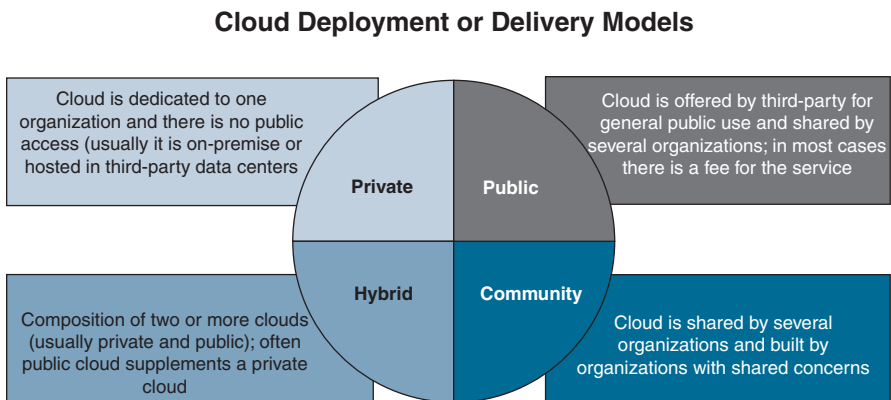 Cloud Deployment or Delivery Models
Cloud is dedicated to one
organization and there is no public
access (usually it is on-premise or
hosted in third-party data centers
Private
Public
Cloud is offered by third-party for
general public use and shared by
several organizations; in most cases
there is a fee for the service
Hybrid
Community
Composition of two or more clouds
(usually private and public); often
public cloud supplements a private
cloud
Cloud is shared by several
organizations and built by
organizations with shared concerns